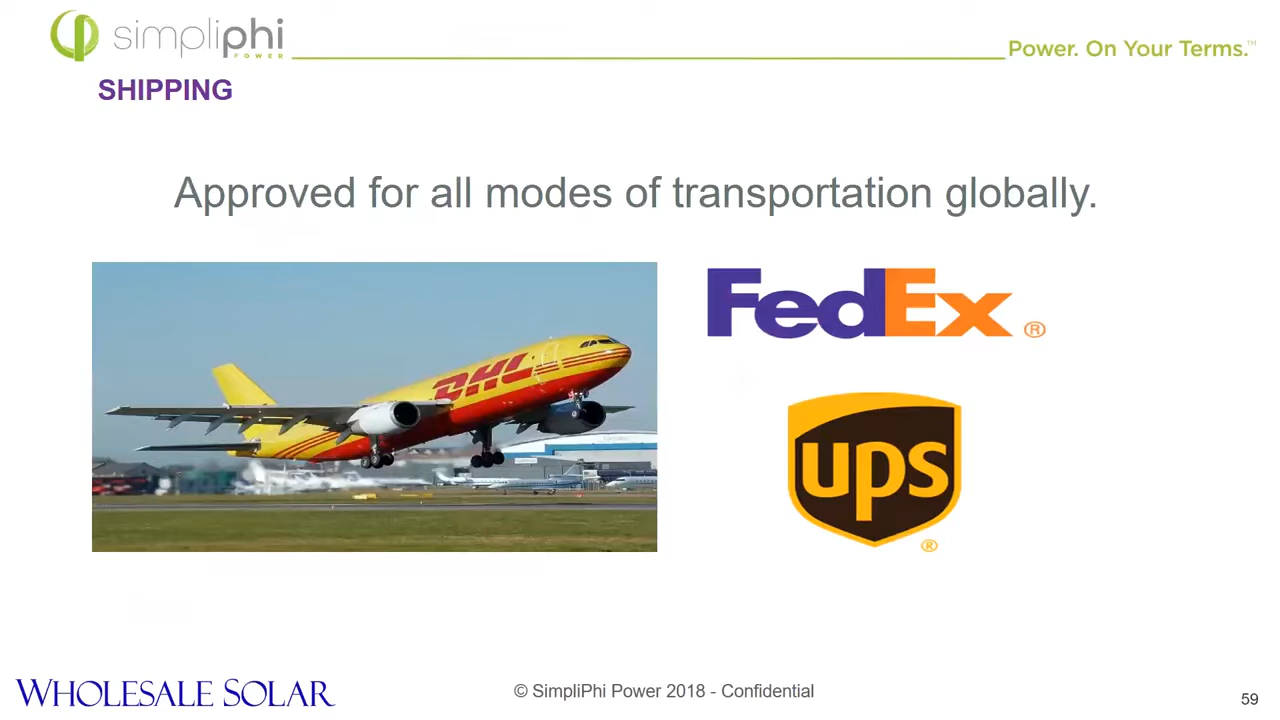 simpliphi
POWER
Power. On Your Terms.™
SHIPPING
Approved for all modes of transportation globally.
DHL
FedEx®
ups
®
WHOLESALE SOLAR
© SimpliPhi Power 2018 - Confidential
59